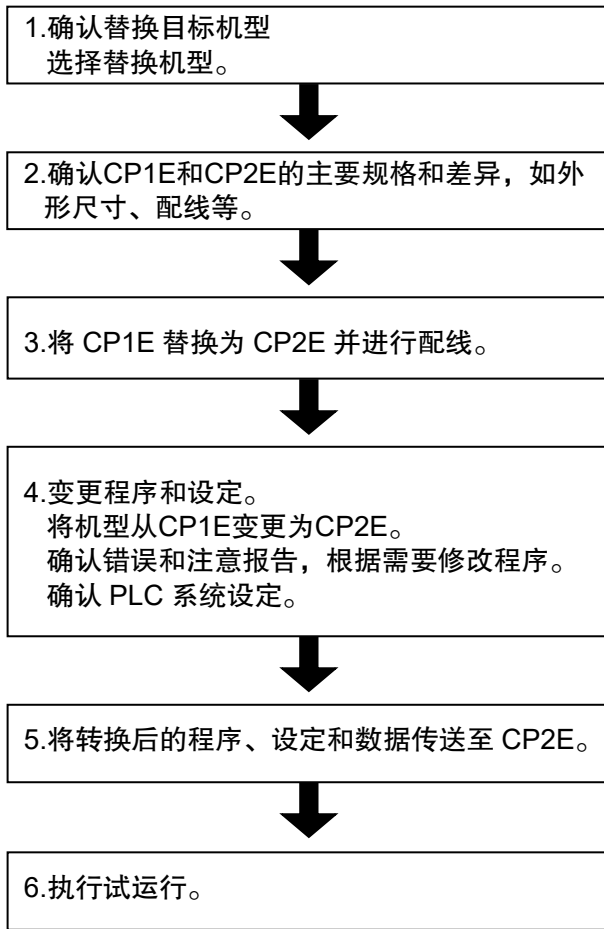 1.确认替换目标机型
选择替换机型。
2.确认CP1E和CP2E的主要规格和差异，如外
形尺寸、配线等。
3.将 CP1E 替换为 CP2E 并进行配线。
4.变更程序和设定。
将机型从CP1E变更为CP2E。
确认错误和注意报告，根据需要修改程序。
确认 PLC 系统设定。
5.将转换后的程序、设定和数据传送至 CP2E。
6.执行试运行。